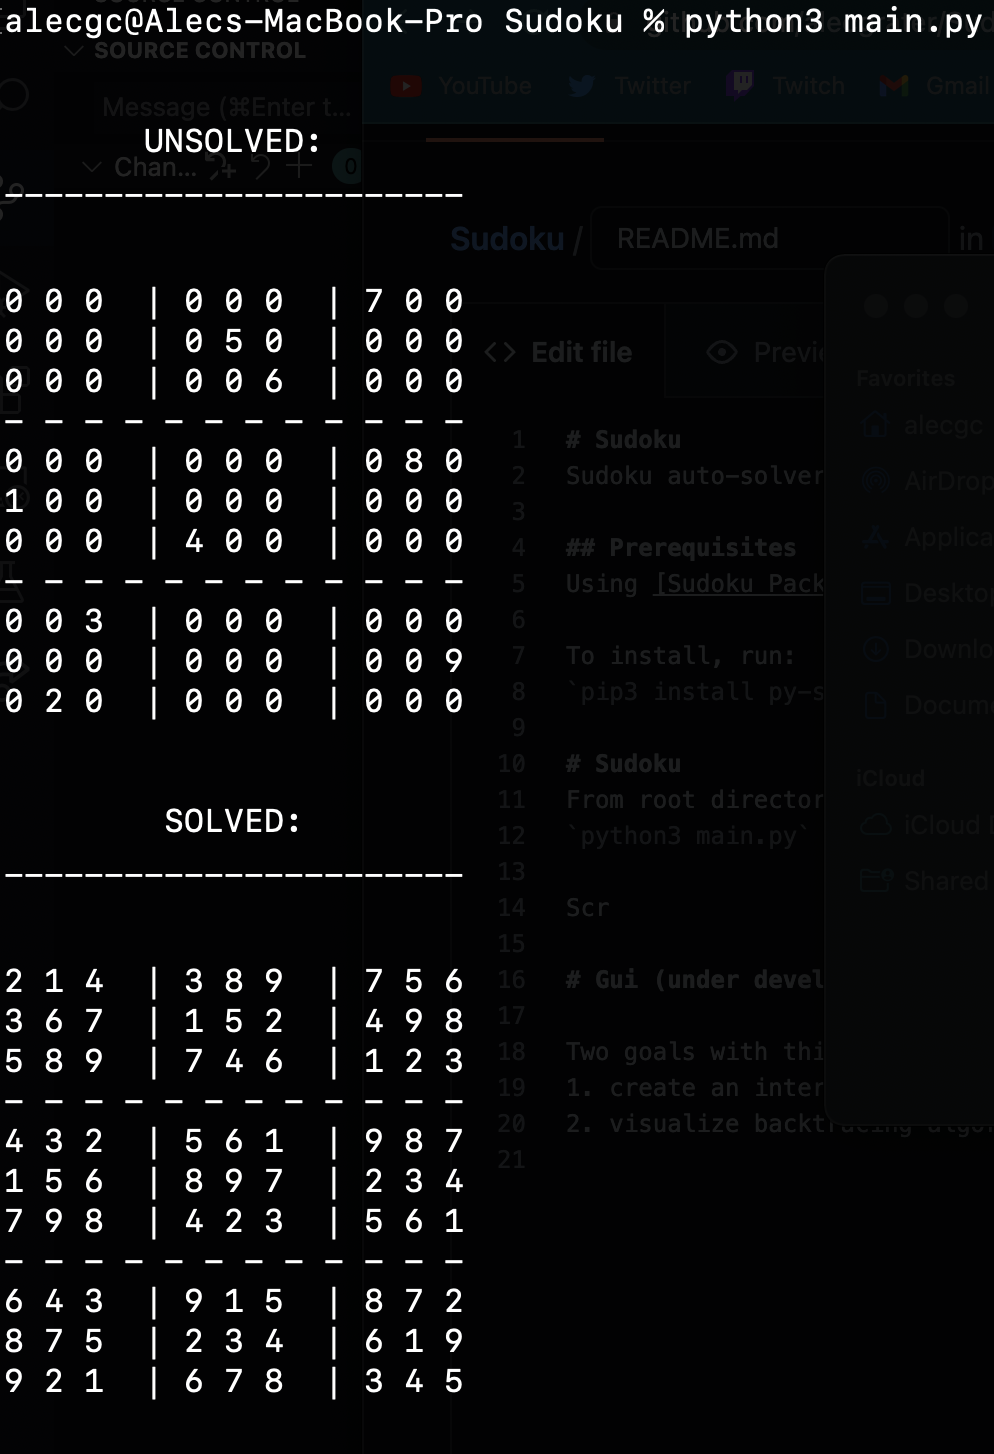 alecgc@Alecs-MacBook-Pro Sudoku % python3 main.py
SOURCE CONTROL
YouTube Twitter Twitch Gmail
Message (⌘Enter t...
UNSOLVED:
Chan... 0
-----------------------
Sudoku / README.md in
0 0 0 | 0 0 0 | 7 0 0
0 0 0 | 0 5 0 | 0 0 0
0 0 0 | 0 0 6 | 0 0 0
- - - - - - - - - - - -
0 0 0 | 0 0 0 | 0 8 0
1 0 0 | 0 0 0 | 0 0 0
0 0 0 | 4 0 0 | 0 0 0
- - - - - - - - - - - -
0 0 3 | 0 0 0 | 0 0 0
0 0 0 | 0 0 0 | 0 0 9
0 2 0 | 0 0 0 | 0 0 0
SOLVED:
-----------------------
2 1 4 | 3 8 9 | 7 5 6
3 6 7 | 1 5 2 | 4 9 8
5 8 9 | 7 4 6 | 1 2 3
- - - - - - - - - - - -
4 3 2 | 5 6 1 | 9 8 7
1 5 6 | 8 9 7 | 2 3 4
7 9 8 | 4 2 3 | 5 6 1
- - - - - - - - - - - -
6 4 3 | 9 1 5 | 8 7 2
8 7 5 | 2 3 4 | 6 1 9
9 2 1 | 6 7 8 | 3 4 5
<> Edit file Previ
1 # Sudoku
2 Sudoku auto-solver
3
4 ## Prerequisites
5 Using [Sudoku Pack
6
7 To install, run:
8 `pip3 install py-s
9
10 # Sudoku
11 From root director
12 `python3 main.py`
13
14 Scr
15
16 # Gui (under devel
17
18 Two goals with thi
19 1. create an inter
20 2. visualize backtracing algo
21
Favorites
alecgc
AirDrop
Applica
Desktop
Downlo
Docume
iCloud
iCloud
Shared